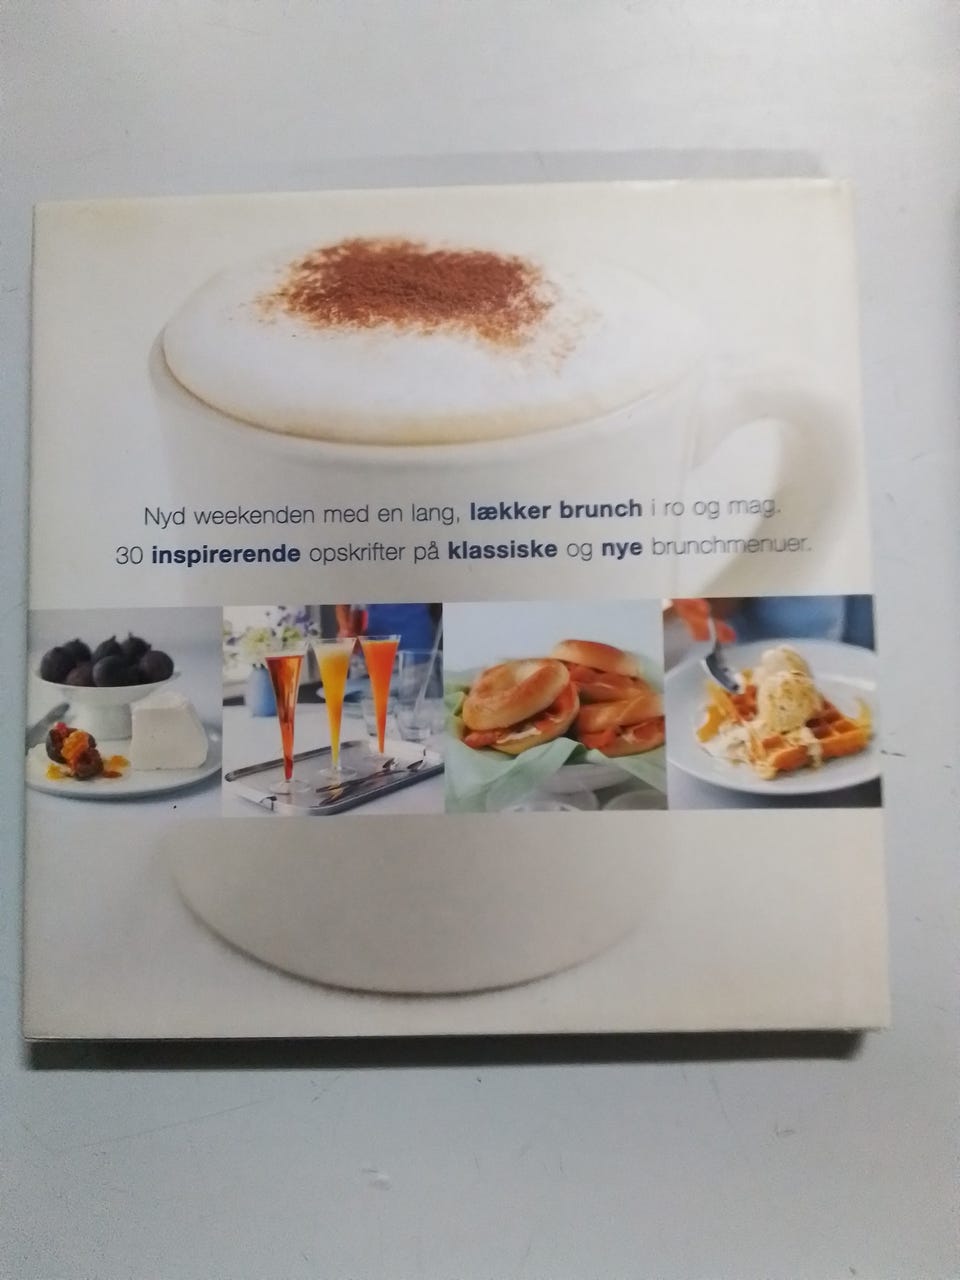 Nyd weekenden med en lang, lækker brunch i ro og mag.
30 inspirerende opskrifter på klassiske og nye brunchmenuer.